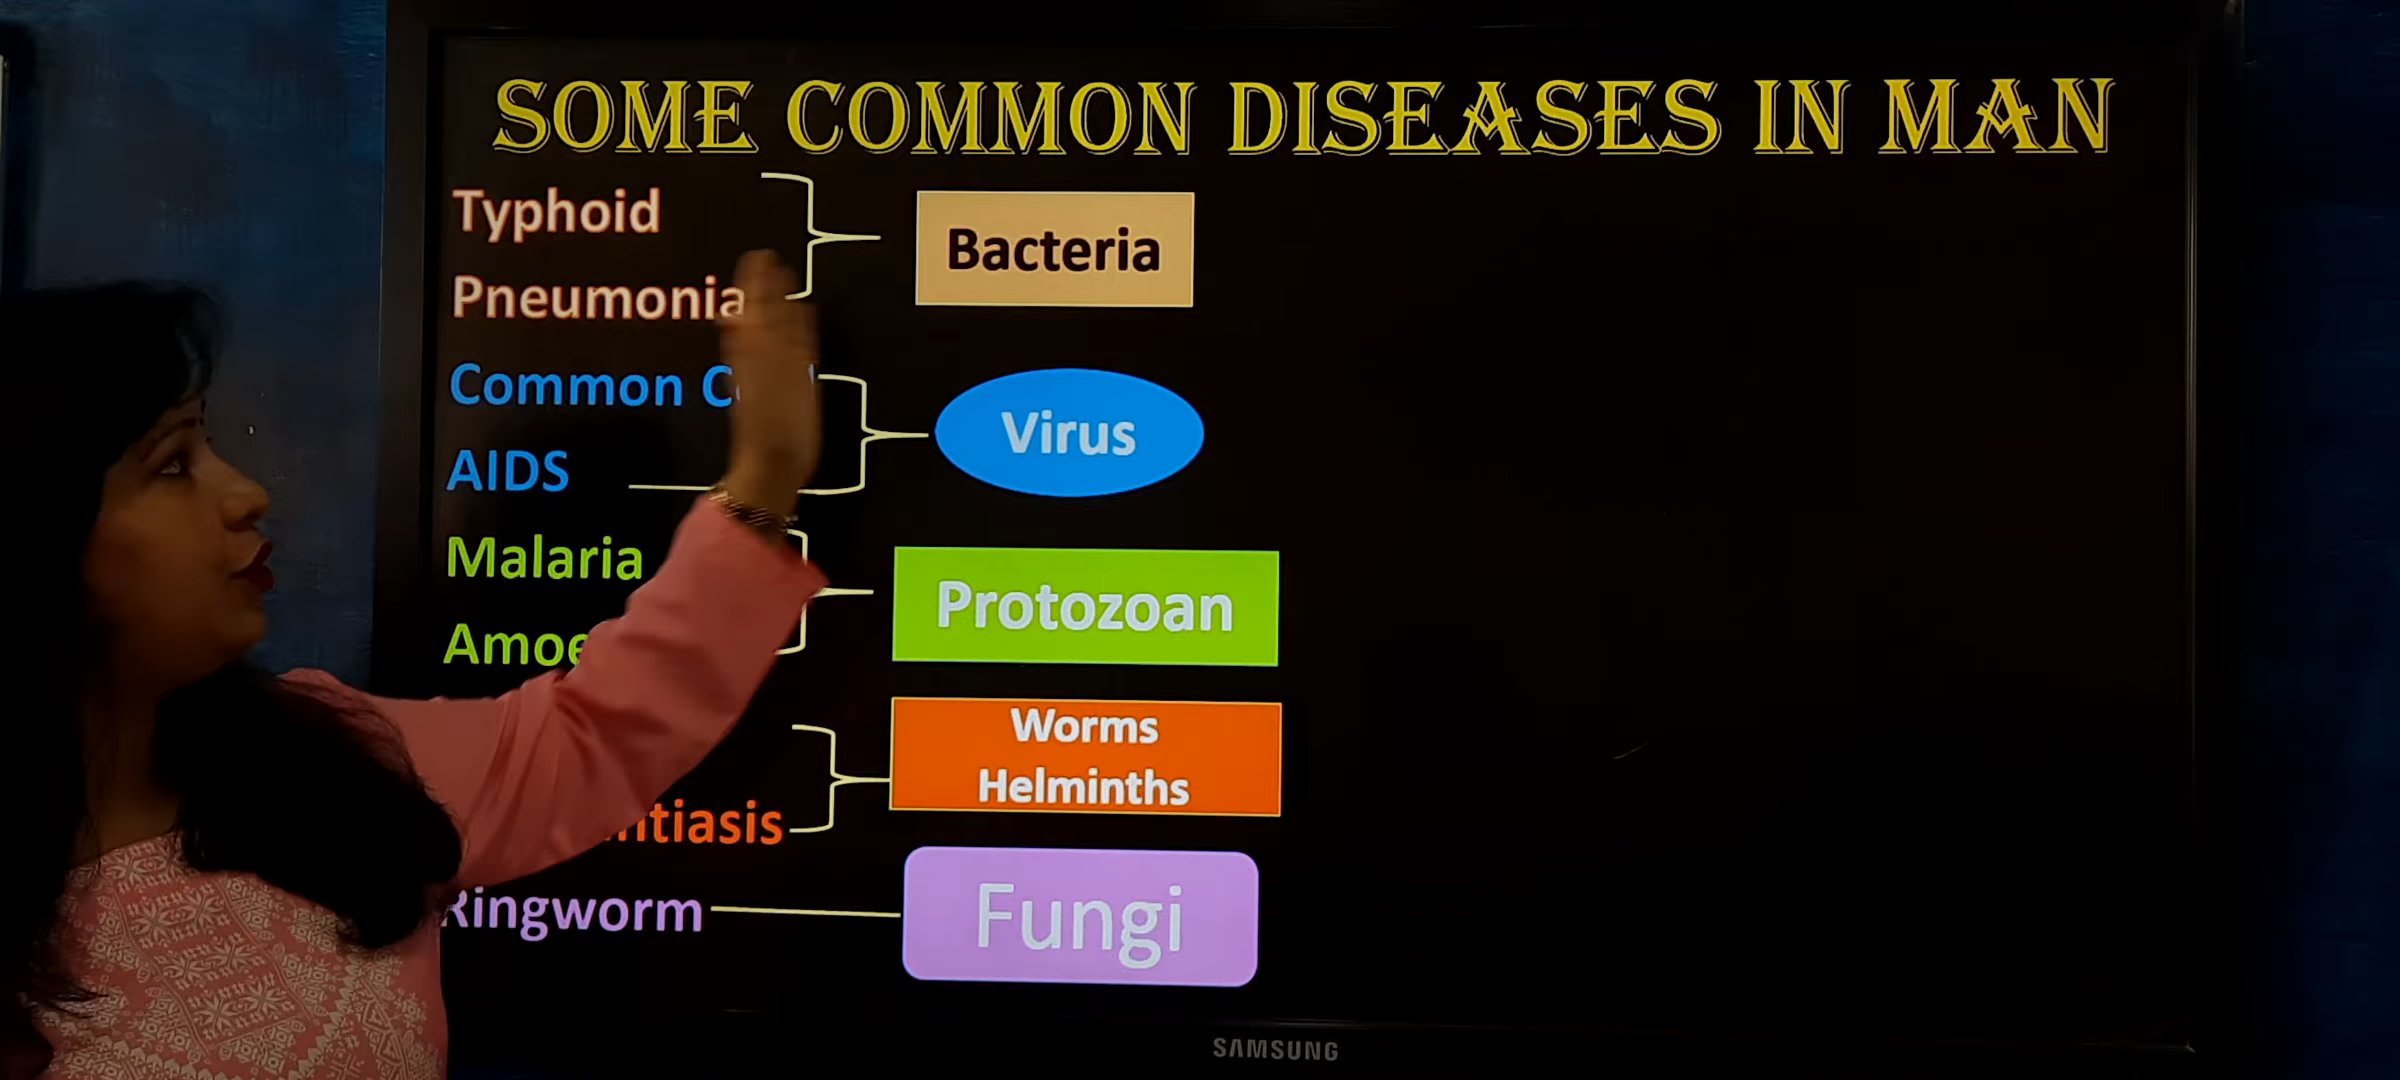 SOME COMMON DISEASES IN MAN
Typhoid
Pneumonia
Bacteria
Common
AIDS
Virus
Malaria
Protozoan
Worms
Helminths
Ringworm
Fungi
SAMSUNG